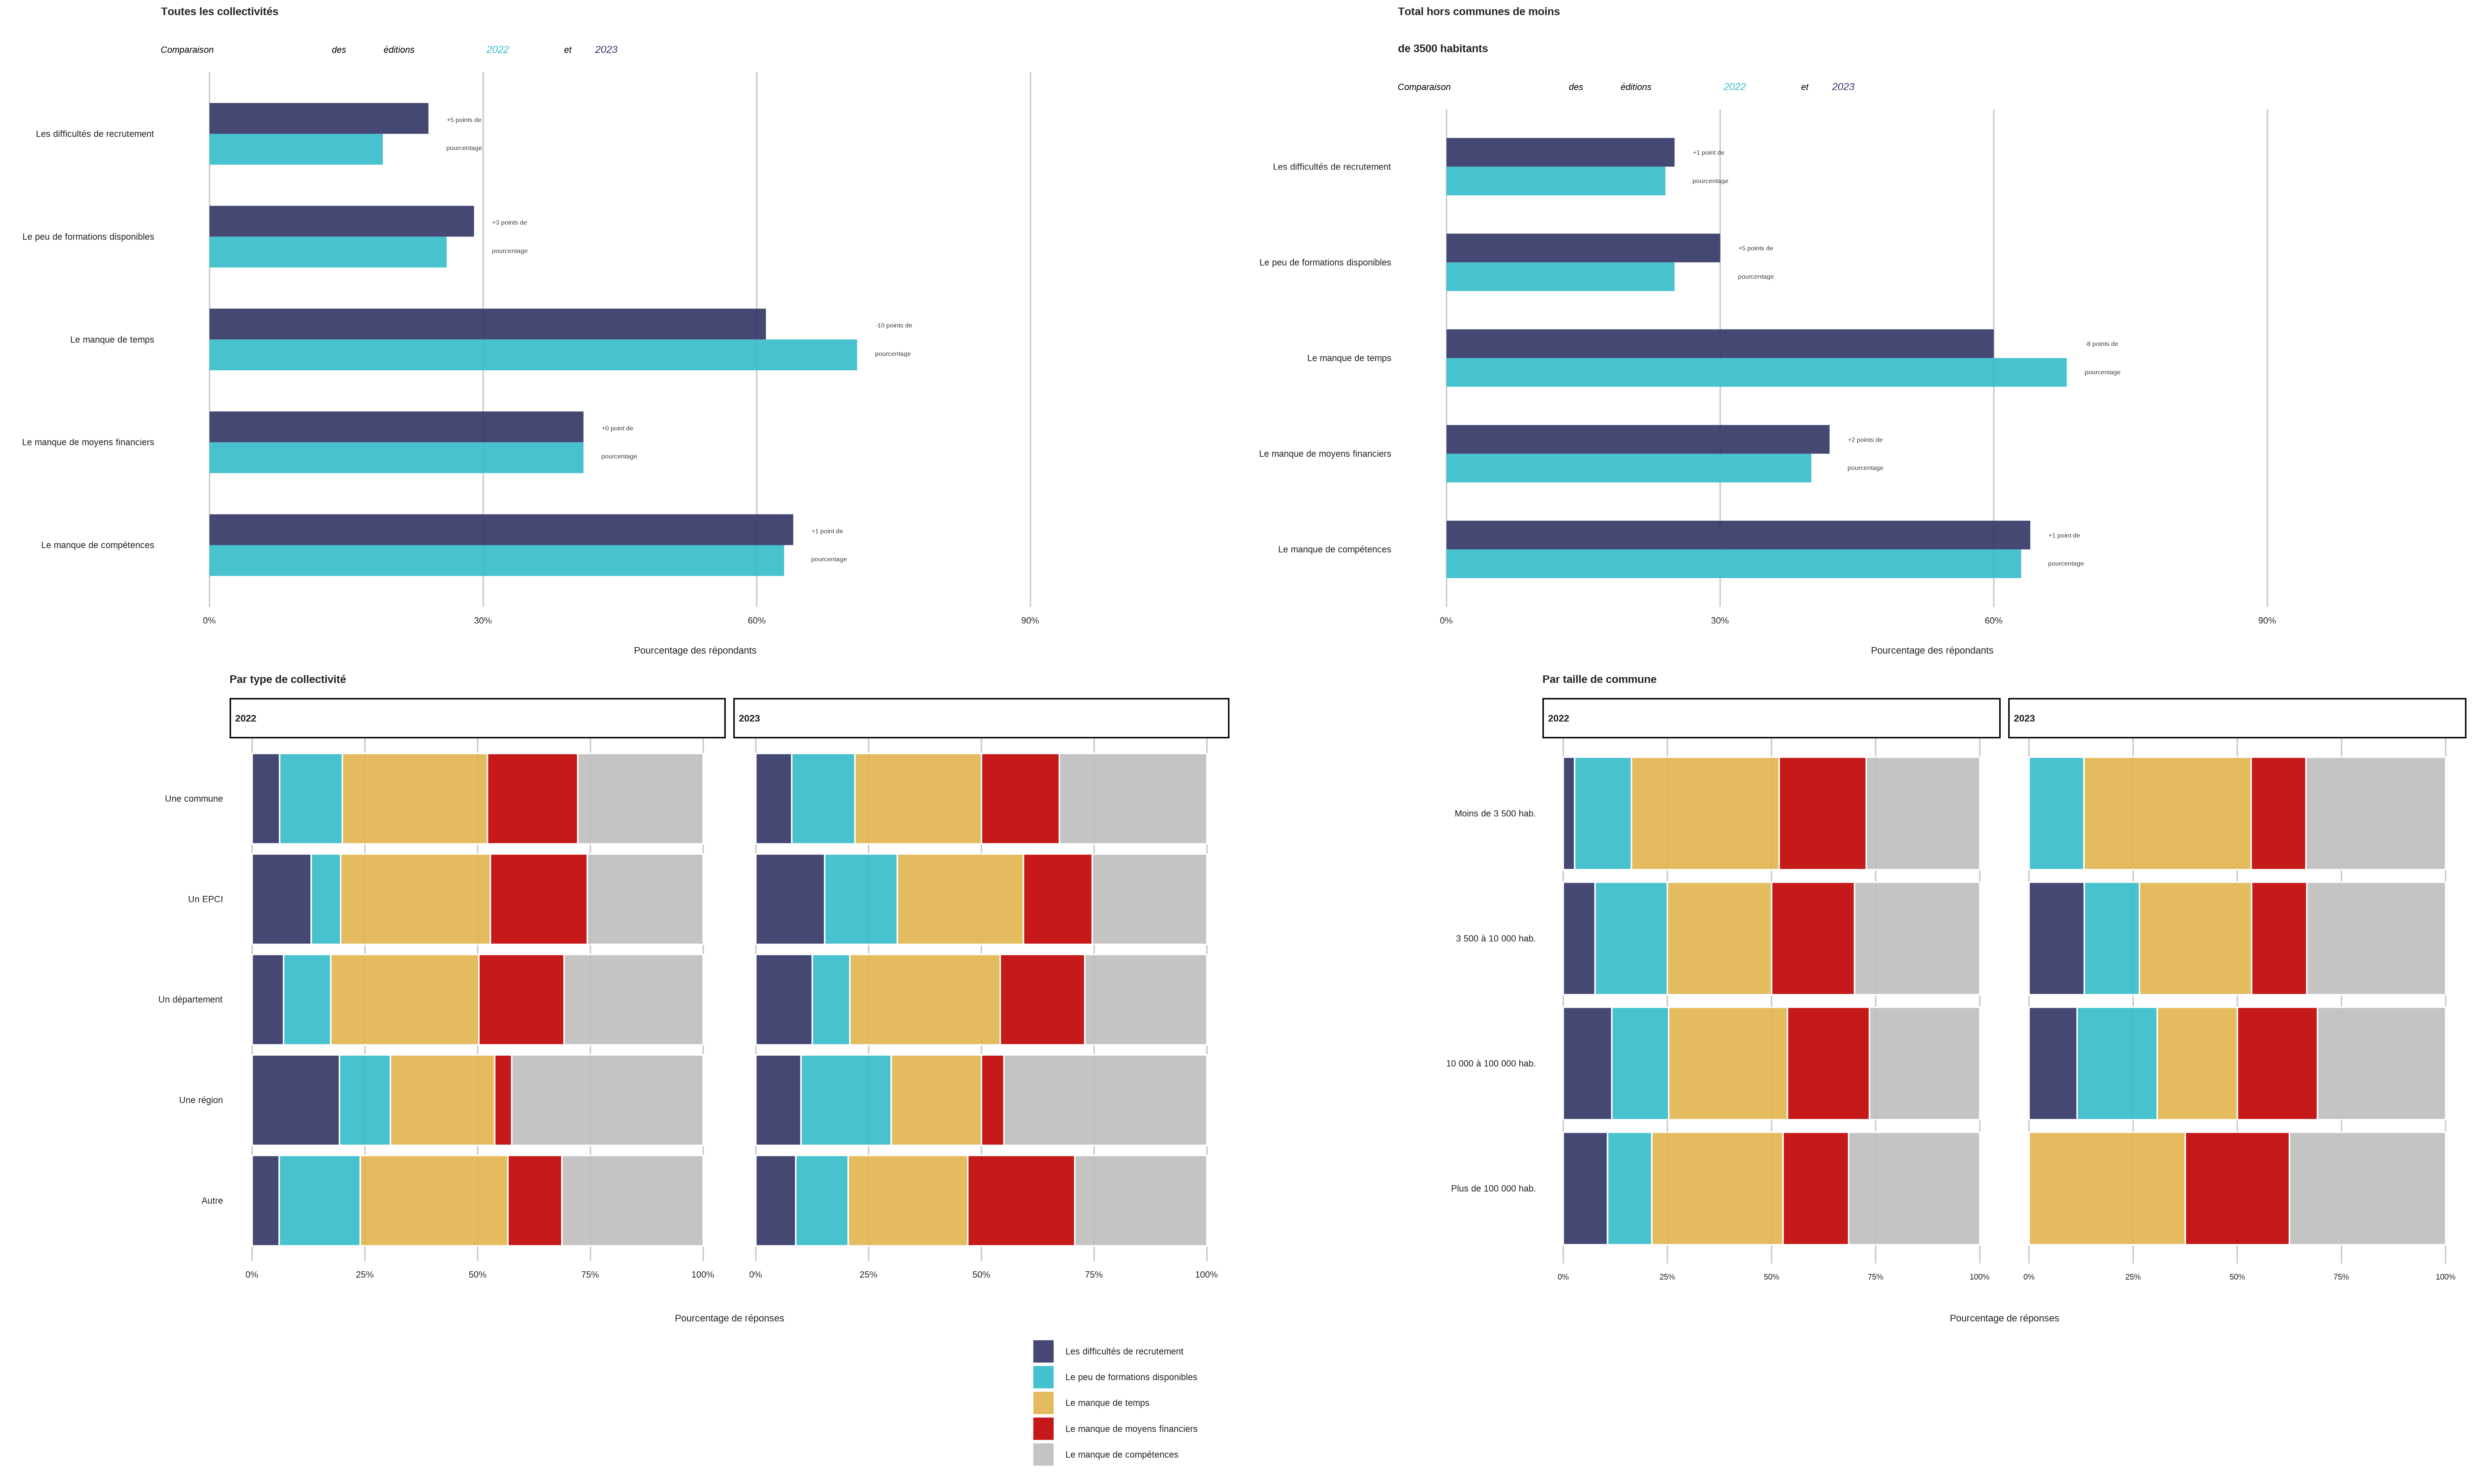 Toutes les collectivités
Comparaison des éditions 2022 et 2023
Les difficultés de recrutement
+5 points de
pourcentage
Le peu de formations disponibles
+3 points de
pourcentage
Le manque de temps
-10 points de
pourcentage
Le manque de moyens financiers
+0 point de
pourcentage
Le manque de compétences
+1 point de
pourcentage
0% 30% 60% 90%
Pourcentage des répondants
Total hors communes de moins
de 3500 habitants
Comparaison des éditions 2022 et 2023
Les difficultés de recrutement
+1 point de
pourcentage
Le peu de formations disponibles
+5 points de
pourcentage
Le manque de temps
-8 points de
pourcentage
Le manque de moyens financiers
+2 points de
pourcentage
Le manque de compétences
+1 point de
pourcentage
0% 30% 60% 90%
Pourcentage des répondants
Par type de collectivité
2022 2023
Une commune
Un EPCI
Un département
Une région
Autre
0% 25% 50% 75% 100% 0% 25% 50% 75% 100%
Pourcentage de réponses
Par taille de commune
2022 2023
Moins de 3 500 hab.
3 500 à 10 000 hab.
10 000 à 100 000 hab.
Plus de 100 000 hab.
0% 25% 50% 75% 100% 0% 25% 50% 75% 100%
Pourcentage de réponses
Les difficultés de recrutement
Le peu de formations disponibles
Le manque de temps
Le manque de moyens financiers
Le manque de compétences